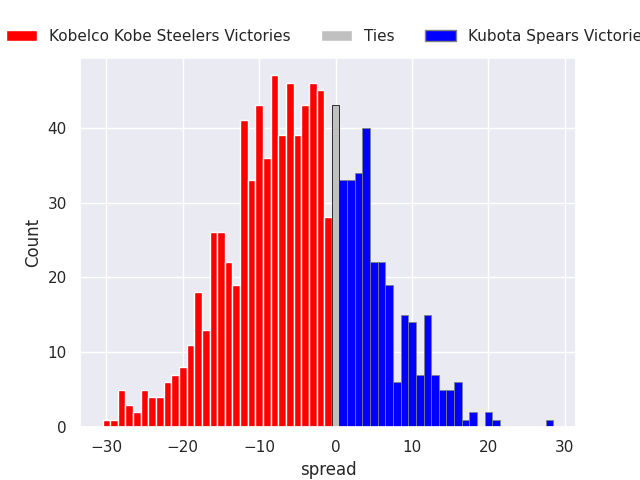 Kobelco Kobe Steelers Victories Ties Kubota Spears Victorie
40
30
20
10
0
Count
−30 −20 −10 0 10 20 30
spread